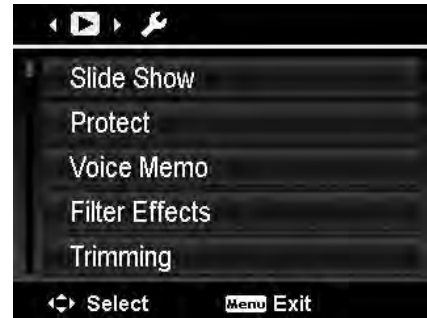 Slide Show
Protect
Voice Memo
Filter Effects
Trimming
Select Menu Exit